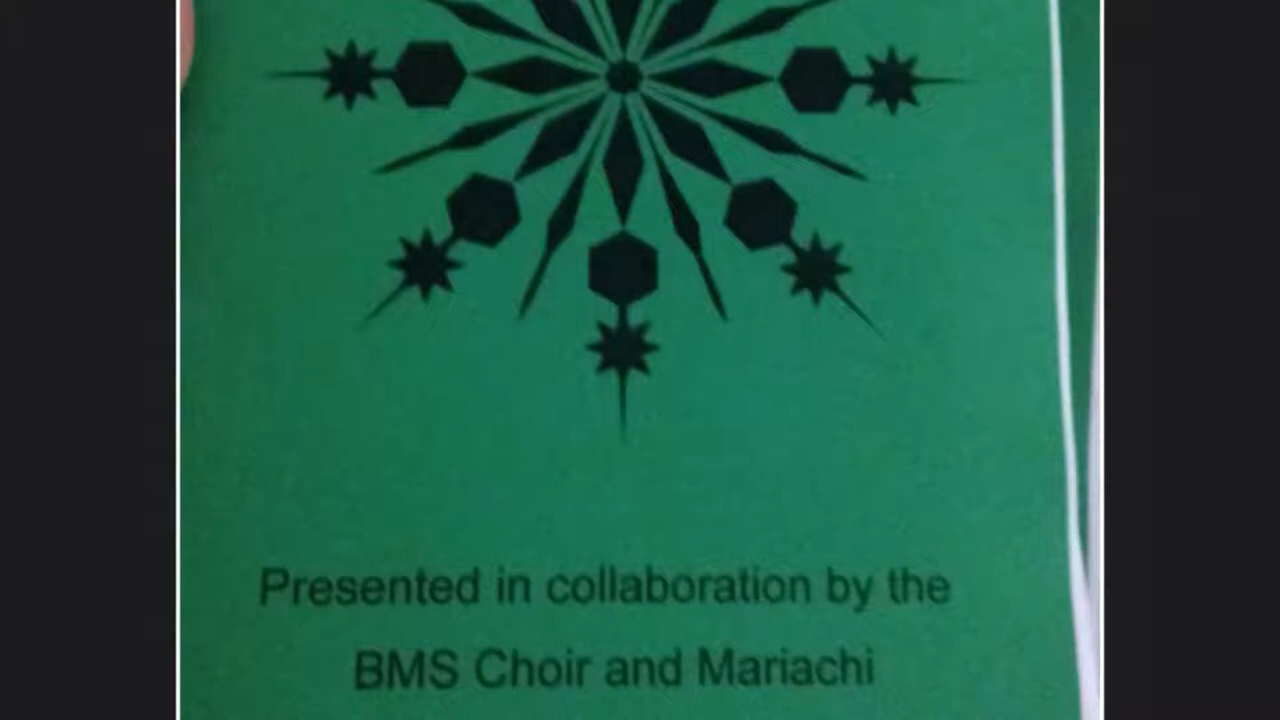 Presented in collaboration by the
BMS Choir and Mariachi